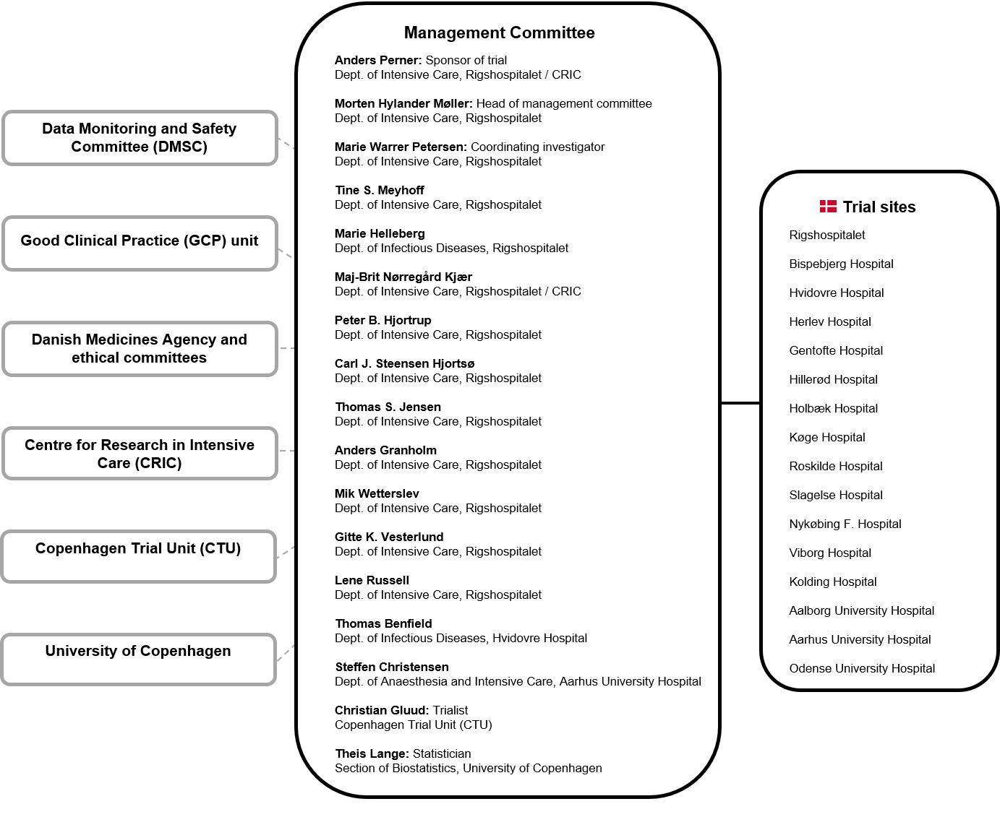 Data Monitoring and Safety
Committee (DMSC)
Good Clinical Practice (GCP) unit
Danish Medicines Agency and
ethical committees
Centre for Research in Intensive
Care (CRIC)
Copenhagen Trial Unit (CTU)
University of Copenhagen
Management Committee
Anders Perner: Sponsor of trial
Dept. of Intensive Care, Rigshospitalet / CRIC
Morten Hylander Møller: Head of management committee
Dept. of Intensive Care, Rigshospitalet
Marie Warrer Petersen: Coordinating investigator
Dept. of Intensive Care, Rigshospitalet
Tine S. Meyhoff
Dept. of Intensive Care, Rigshospitalet
Marie Helleberg
Dept. of Infectious Diseases, Rigshospitalet
Maj-Brit Nørregård Kjær
Dept. of Intensive Care, Rigshospitalet / CRIC
Peter B. Hjortrup
Dept. of Intensive Care, Rigshospitalet
Carl J. Steensen Hjortsø
Dept. of Intensive Care, Rigshospitalet
Thomas S. Jensen
Dept. of Intensive Care, Rigshospitalet
Anders Granholm
Dept. of Intensive Care, Rigshospitalet
Mik Wetterslev
Dept. of Intensive Care, Rigshospitalet
Gitte K. Vesterlund
Dept. of Intensive Care, Rigshospitalet
Lene Russell
Dept. of Intensive Care, Rigshospitalet
Thomas Benfield
Dept. of Infectious Diseases, Hvidovre Hospital
Steffen Christensen
Dept. of Anaesthesia and Intensive Care, Aarhus University Hospital
Christian Gluud: Trialist
Copenhagen Trial Unit (CTU)
Theis Lange: Statistician
Section of Biostatistics, University of Copenhagen
Trial sites
Rigshospitalet
Bispebjerg Hospital
Hvidovre Hospital
Herlev Hospital
Gentofte Hospital
Hillerød Hospital
Holbæk Hospital
Køge Hospital
Roskilde Hospital
Slagelse Hospital
Nykøbing F. Hospital
Viborg Hospital
Kolding Hospital
Aalborg University Hospital
Aarhus University Hospital
Odense University Hospital